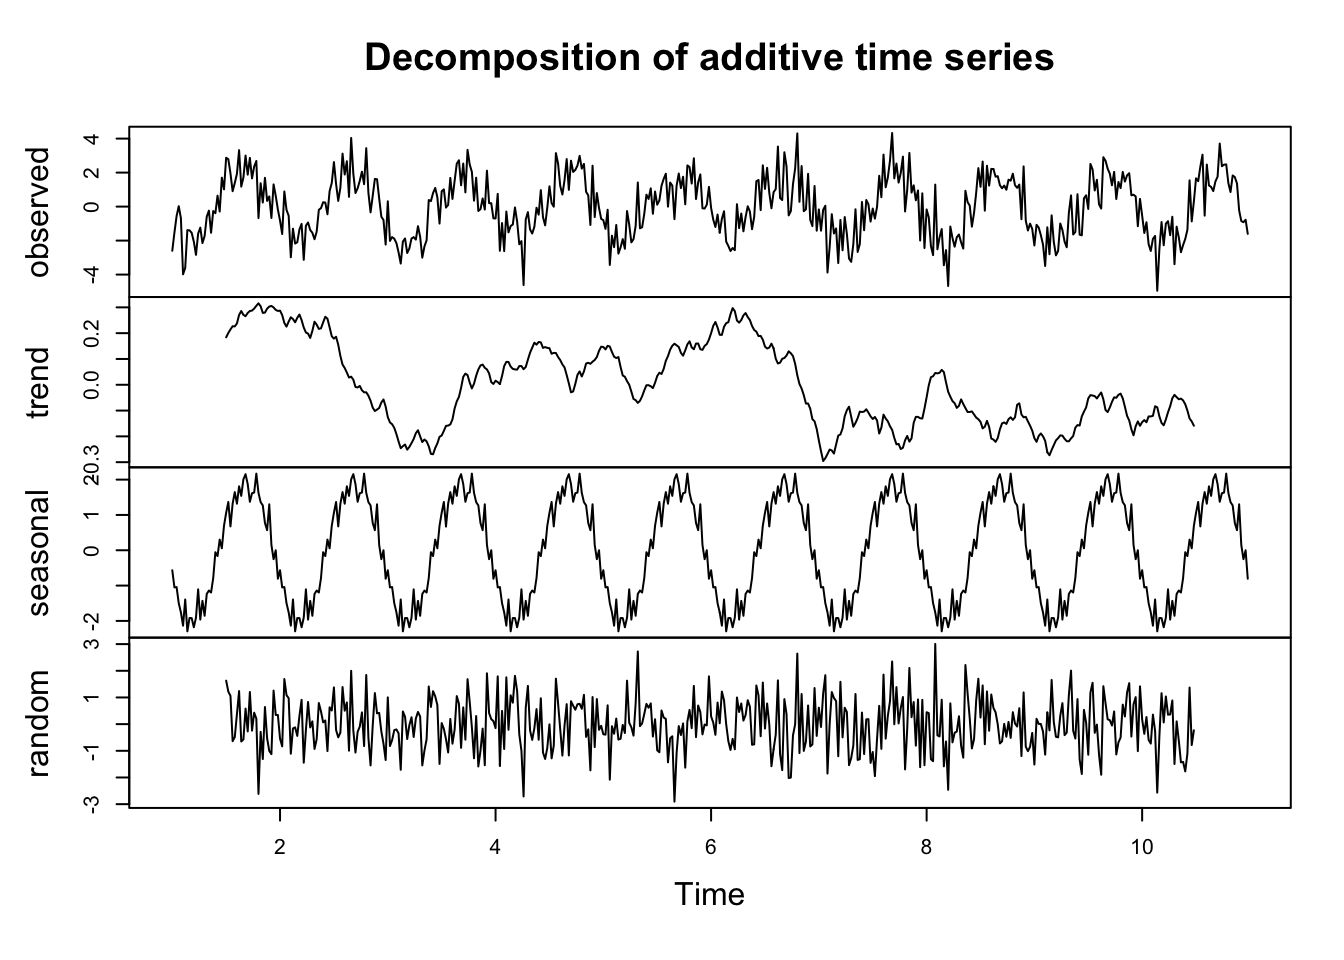 Decomposition of additive time series
observed
-4 0 2 4
trend
0.3 0.0 0.2
seasonal
-2 0 1 2
random
-3 -1 1 3
2 4 6 8 10
Time